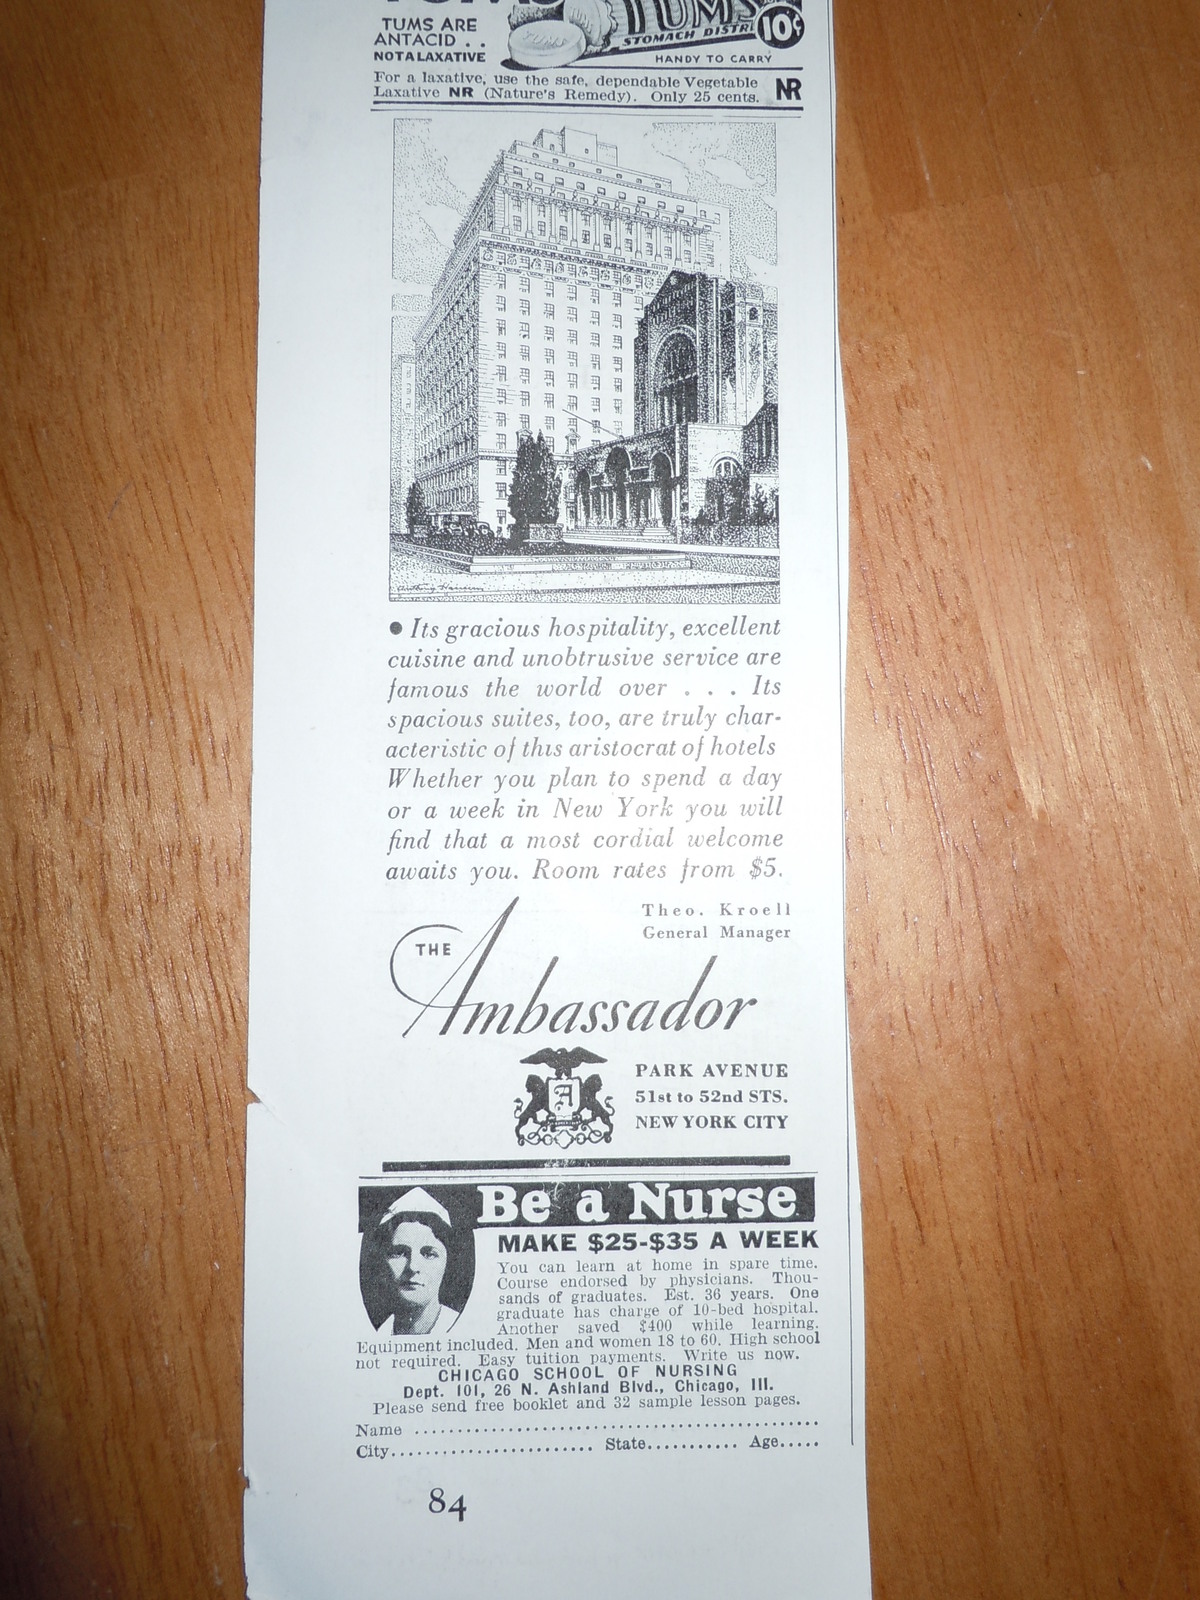 TUMS
TUMS ARE
ANTACID . .
NOT A LAXATIVE
TUMS
TUMS
STOMACH DISTR
10¢
HANDY TO CARRY
For a laxative, use the safe, dependable Vegetable
Laxative NR (Nature's Remedy). Only 25 cents.
NR
● Its gracious hospitality, excellent
cuisine and unobtrusive service are
famous the world over . . . Its
spacious suites, too, are truly char-
acteristic of this aristocrat of hotels
Whether you plan to spend a day
or a week in New York you will
find that a most cordial welcome
awaits you. Room rates from $5.
Theo. Kroell
General Manager
THE
Ambassador
A
PARK AVENUE
51st to 52nd STS.
NEW YORK CITY
Be a Nurse
MAKE $25-$35 A WEEK
You can learn at home in spare time.
Course endorsed by physicians. Thou-
sands of graduates. Est. 36 years. One
graduate has charge of 10-bed hospital.
Another saved $400 while learning.
Equipment included. Men and women 18 to 60. High school
not required. Easy tuition payments. Write us now.
CHICAGO SCHOOL OF NURSING
Dept. 101, 26 N. Ashland Blvd., Chicago, Ill.
Please send free booklet and 32 sample lesson pages.
Name ........................................................
City............................ State........... Age.....
84